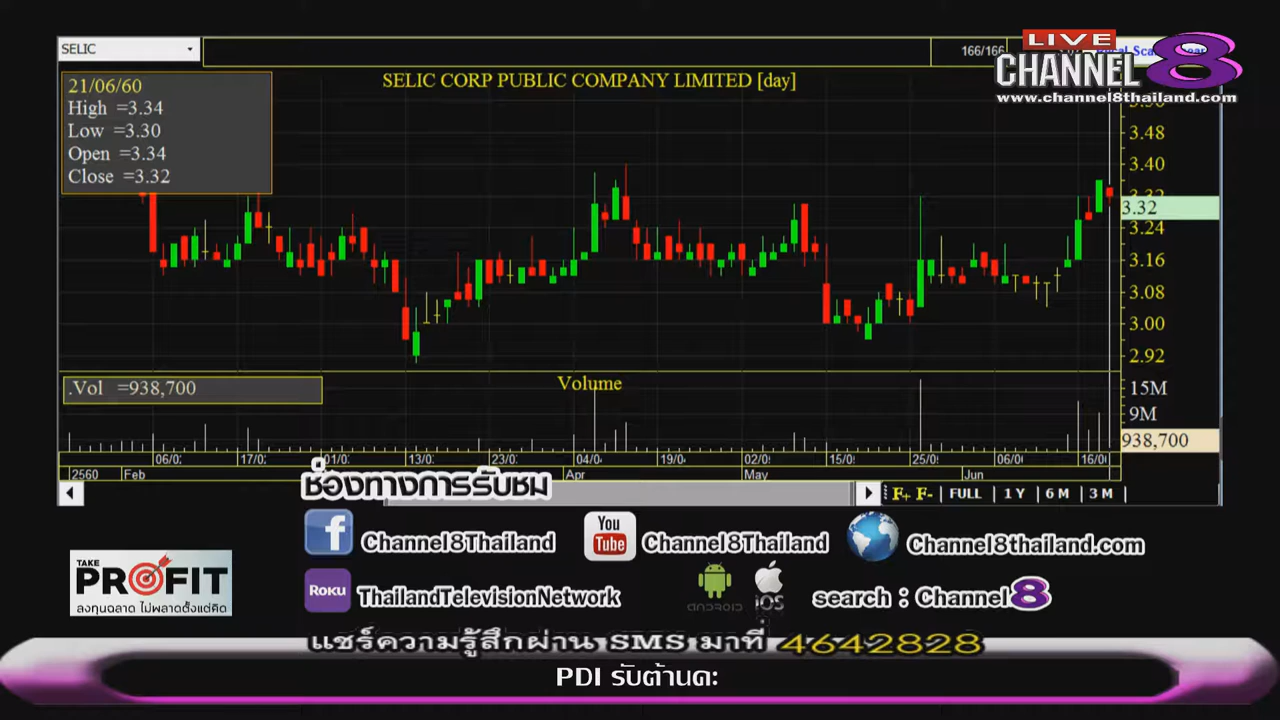 SELIC
166/166
LIVE
CHANNEL 8
www.channel8thailand.com
SELIC CORP PUBLIC COMPANY LIMITED [day]
21/06/60
High =3.34
Low =3.30
Open =3.34
Close =3.32
3.48
3.40
3.32
3.32
3.24
3.16
3.08
3.00
2.92
.Vol =938,700
Volume
15M
9M
938,700
06/0: 17/0: 01/0: 13/0: 23/0: 04/0 19/0 02/0: 15/0: 25/0: 06/0 16/0
2560 Feb Apr May Jun
F+ F- FULL 1 Y 6 M 3 M
ช่องทางการรับชม
Channel8Thailand
You Tube Channel8Thailand
Channel8thailand.com
TAKE PROFIT
ลงทุนฉลาด ไม่พลาดตั้งแต่คิด
ROKU ThailandTelevisionNetwork
ANDROID
iOS
search : Channel 8
แชร์ความรู้สึกผ่าน SMS มาที่ 4642828
PDI รับต้านคะ